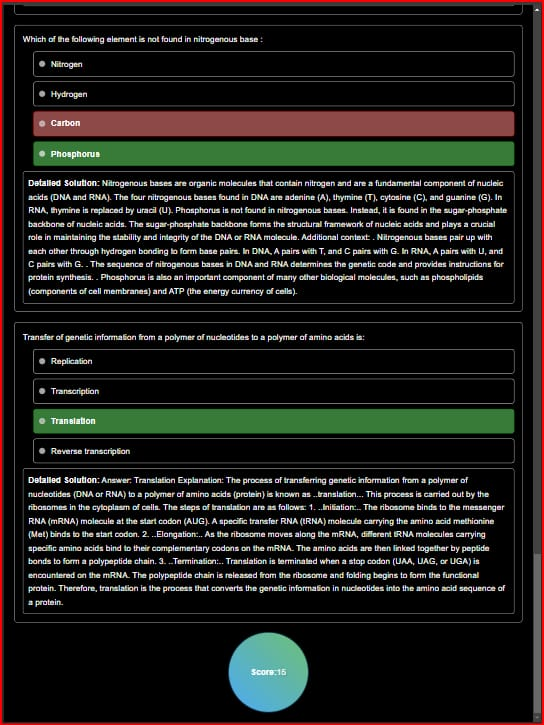 Which of the following element is not found in nitrogenous base :
Nitrogen
Hydrogen
Carbon
Phosphorus
Detailed Solution: Nitrogenous bases are organic molecules that contain nitrogen and are a fundamental component of nucleic
acids (DNA and RNA). The four nitrogenous bases found in DNA are adenine (A), thymine (T), cytosine (C), and guanine (G). In
RNA, thymine is replaced by uracil (U). Phosphorus is not found in nitrogenous bases. Instead, it is found in the sugar-phosphate
backbone of nucleic acids. The sugar-phosphate backbone forms the structural framework of nucleic acids and plays a crucial
role in maintaining the stability and integrity of the DNA or RNA molecule. Additional context: . Nitrogenous bases pair up with
each other through hydrogen bonding to form base pairs. In DNA, A pairs with T, and C pairs with G. In RNA, A pairs with U, and
C pairs with G. . The sequence of nitrogenous bases in DNA and RNA determines the genetic code and provides instructions for
protein synthesis. . Phosphorus is also an important component of many other biological molecules, such as phospholipids
(components of cell membranes) and ATP (the energy currency of cells).
Transfer of genetic information from a polymer of nucleotides to a polymer of amino acids is:
Replication
Transcription
Translation
Reverse transcription
Detailed Solution: Answer: Translation Explanation: The process of transferring genetic information from a polymer of
nucleotides (DNA or RNA) to a polymer of amino acids (protein) is known as ..translation... This process is carried out by the
ribosomes in the cytoplasm of cells. The steps of translation are as follows: 1. ..Initiation:.. The ribosome binds to the messenger
RNA (mRNA) molecule at the start codon (AUG). A specific transfer RNA (tRNA) molecule carrying the amino acid methionine
(Met) binds to the start codon. 2. ..Elongation:.. As the ribosome moves along the mRNA, different tRNA molecules carrying
specific amino acids bind to their complementary codons on the mRNA. The amino acids are then linked together by peptide
bonds to form a polypeptide chain. 3. ..Termination:.. Translation is terminated when a stop codon (UAA, UAG, or UGA) is
encountered on the mRNA. The polypeptide chain is released from the ribosome and folding begins to form the functional
protein. Therefore, translation is the process that converts the genetic information in nucleotides into the amino acid sequence of
a protein.
Score:15